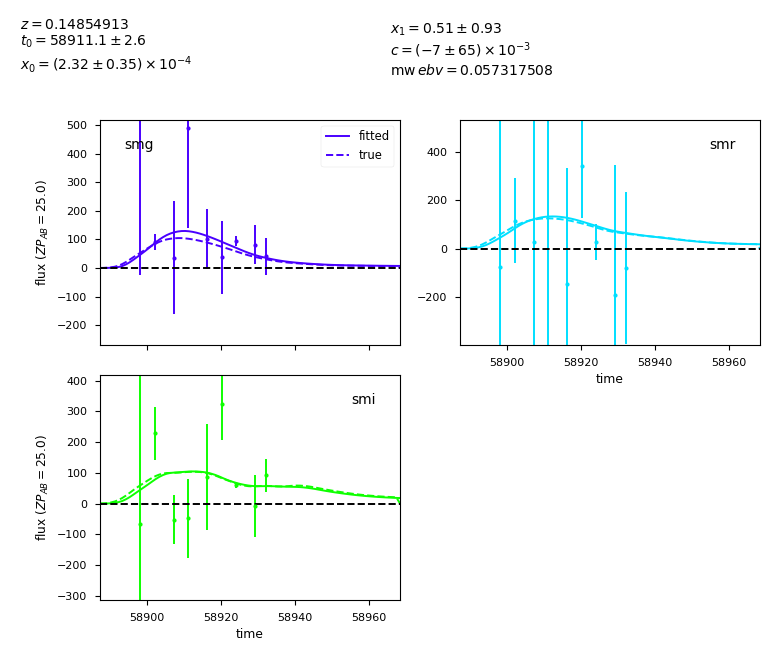 z = 0.14854913
t₀ = 58911.1 ± 2.6
x₀ = (2.32 ± 0.35) × 10⁻⁴
x₁ = 0.51 ± 0.93
c = (−7 ± 65) × 10⁻³
mw ebv = 0.057317508
smg
fitted
true
500
400
300
200
100
0
−100
−200
flux (ZP_AB = 25.0)
smr
400
200
0
−200
58900 58920 58940 58960
time
smi
400
300
200
100
0
−100
−200
−300
flux (ZP_AB = 25.0)
58900 58920 58940 58960
time